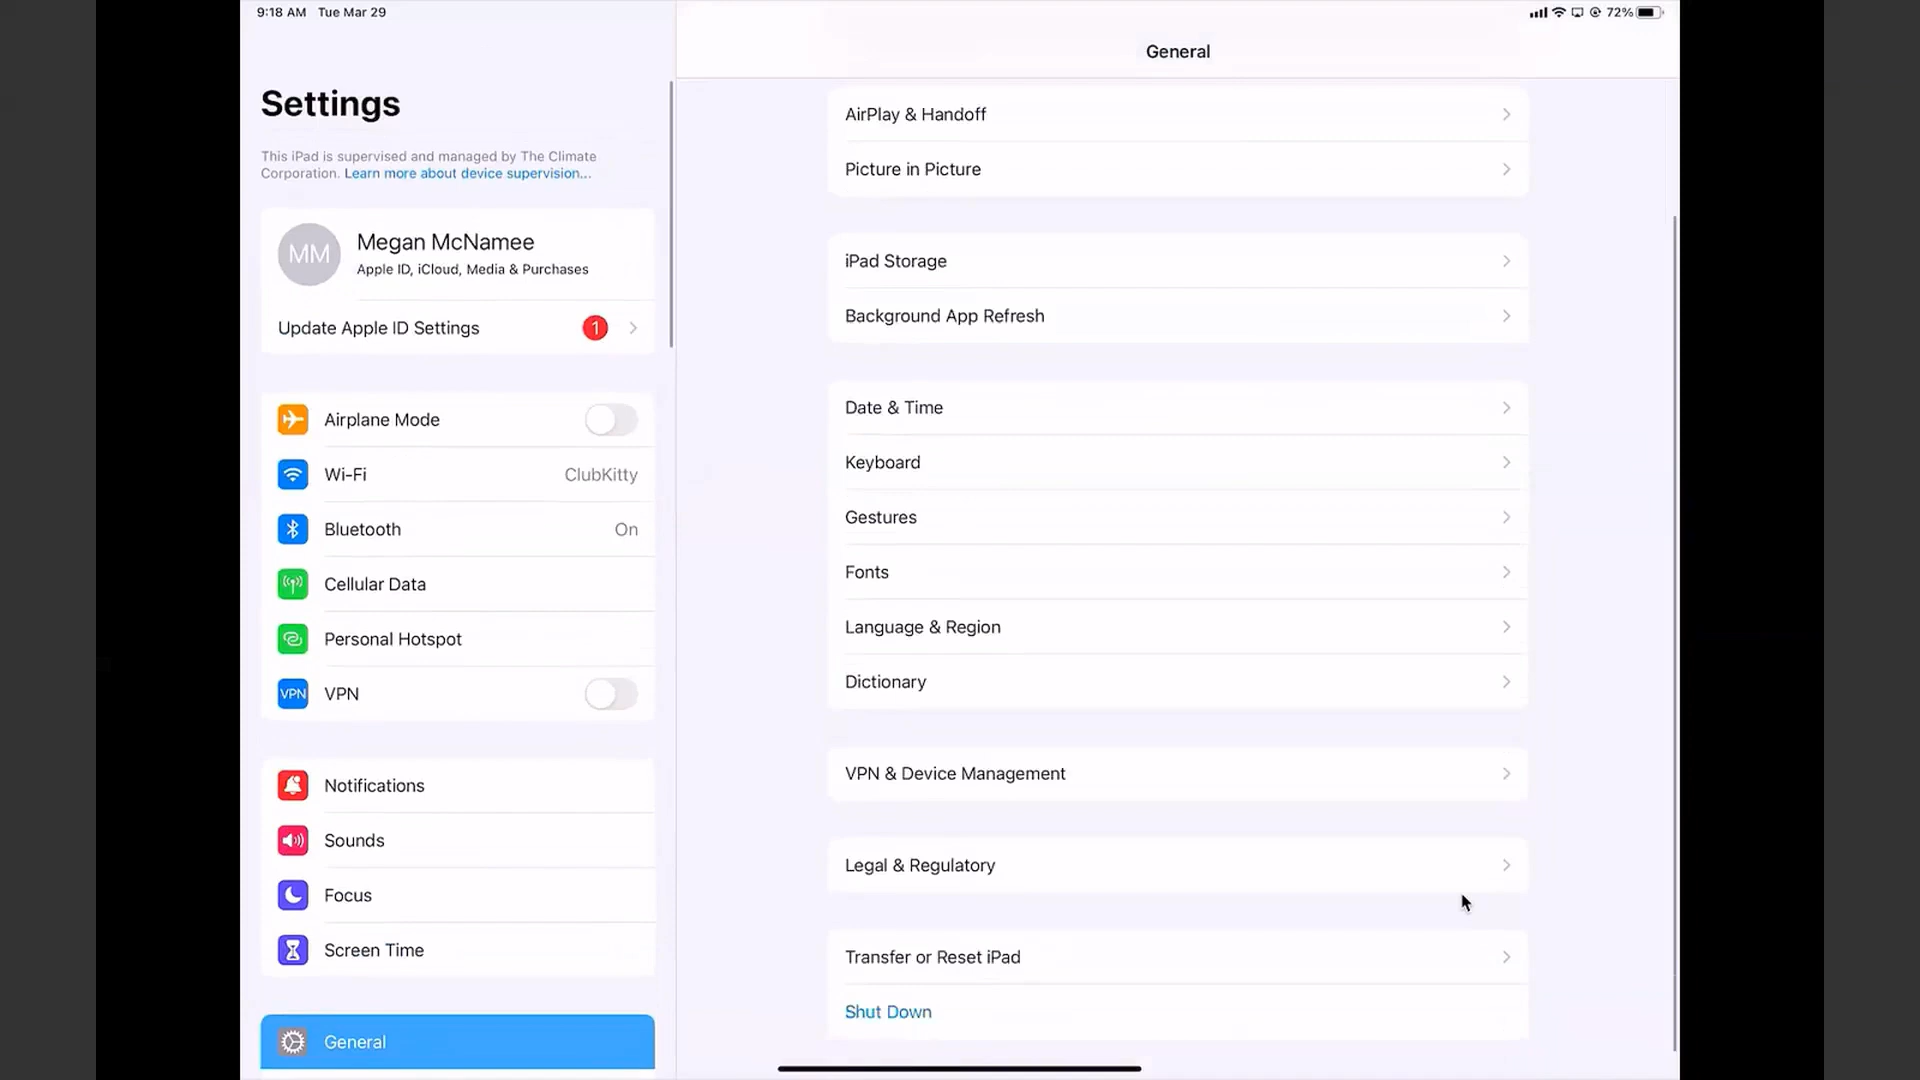 9:18 AM Tue Mar 29
72%
Settings
This iPad is supervised and managed by The Climate
Corporation. Learn more about device supervision...
MM
Megan McNamee
Apple ID, iCloud, Media & Purchases
Update Apple ID Settings 1
Airplane Mode
Wi-Fi ClubKitty
Bluetooth On
Cellular Data
Personal Hotspot
VPN VPN
Notifications
Sounds
Focus
Screen Time
General
General
AirPlay & Handoff
Picture in Picture
iPad Storage
Background App Refresh
Date & Time
Keyboard
Gestures
Fonts
Language & Region
Dictionary
VPN & Device Management
Legal & Regulatory
Transfer or Reset iPad
Shut Down